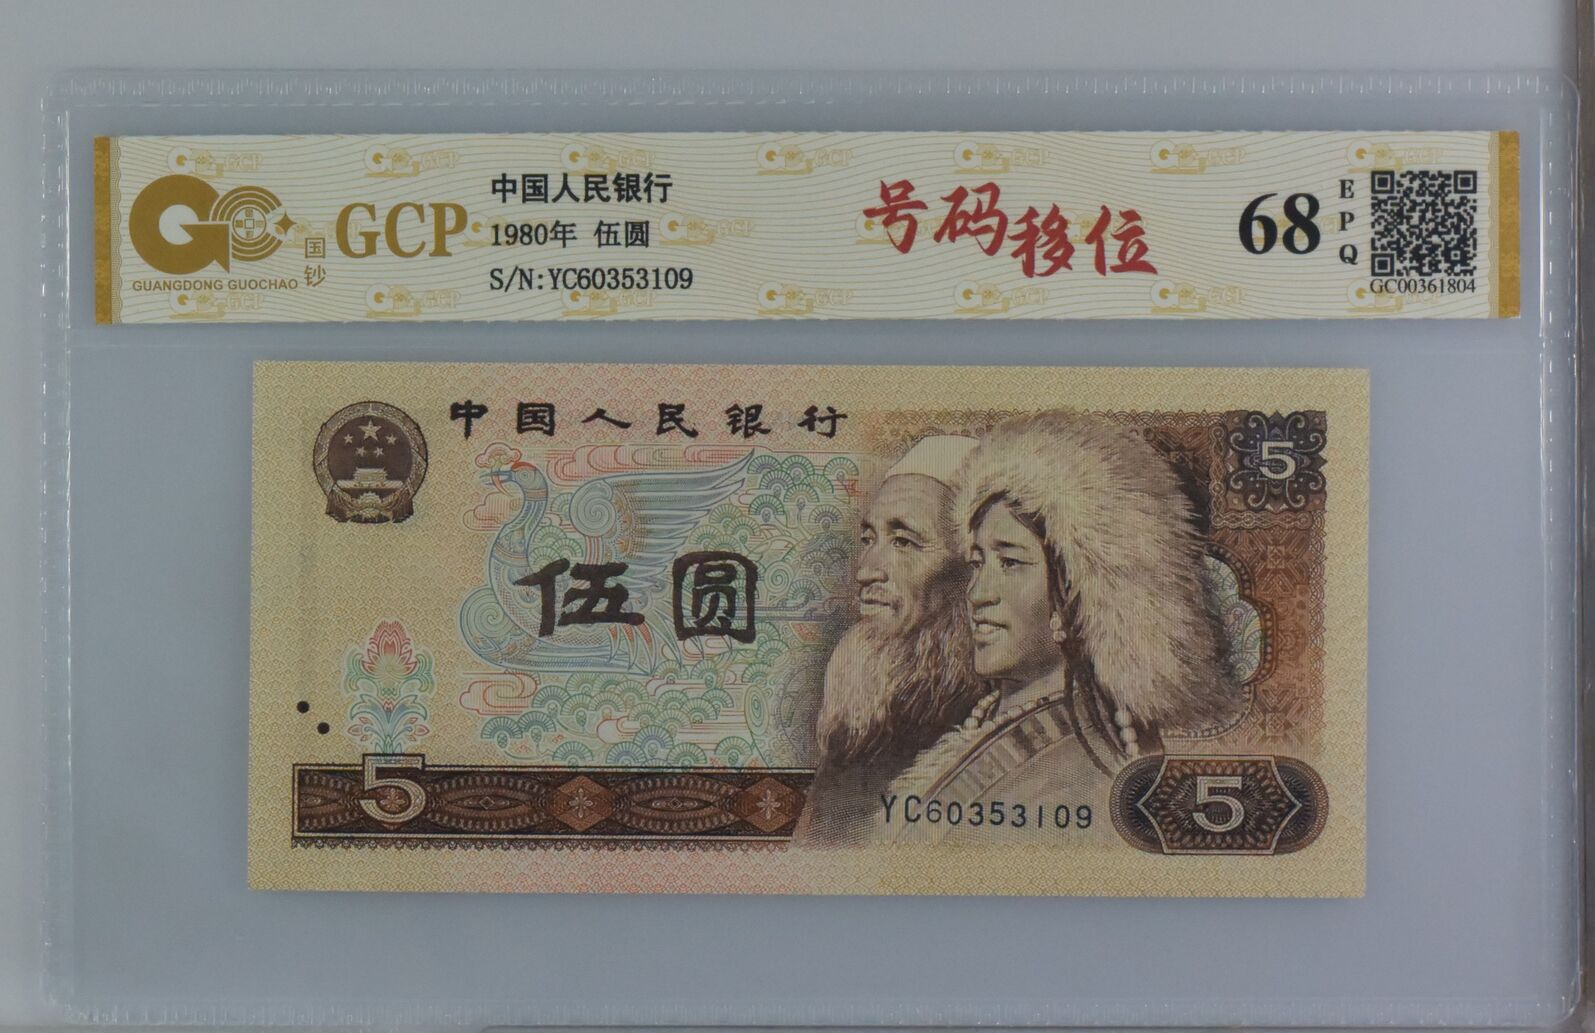 GCP
GUANGDONG GUOCHAO
国钞
中国人民银行
1980年 伍圆
S/N:YC60353109
号码移位
68
EPQ
GC00361804
中国人民银行
5
伍圆
5
YC60353109
5